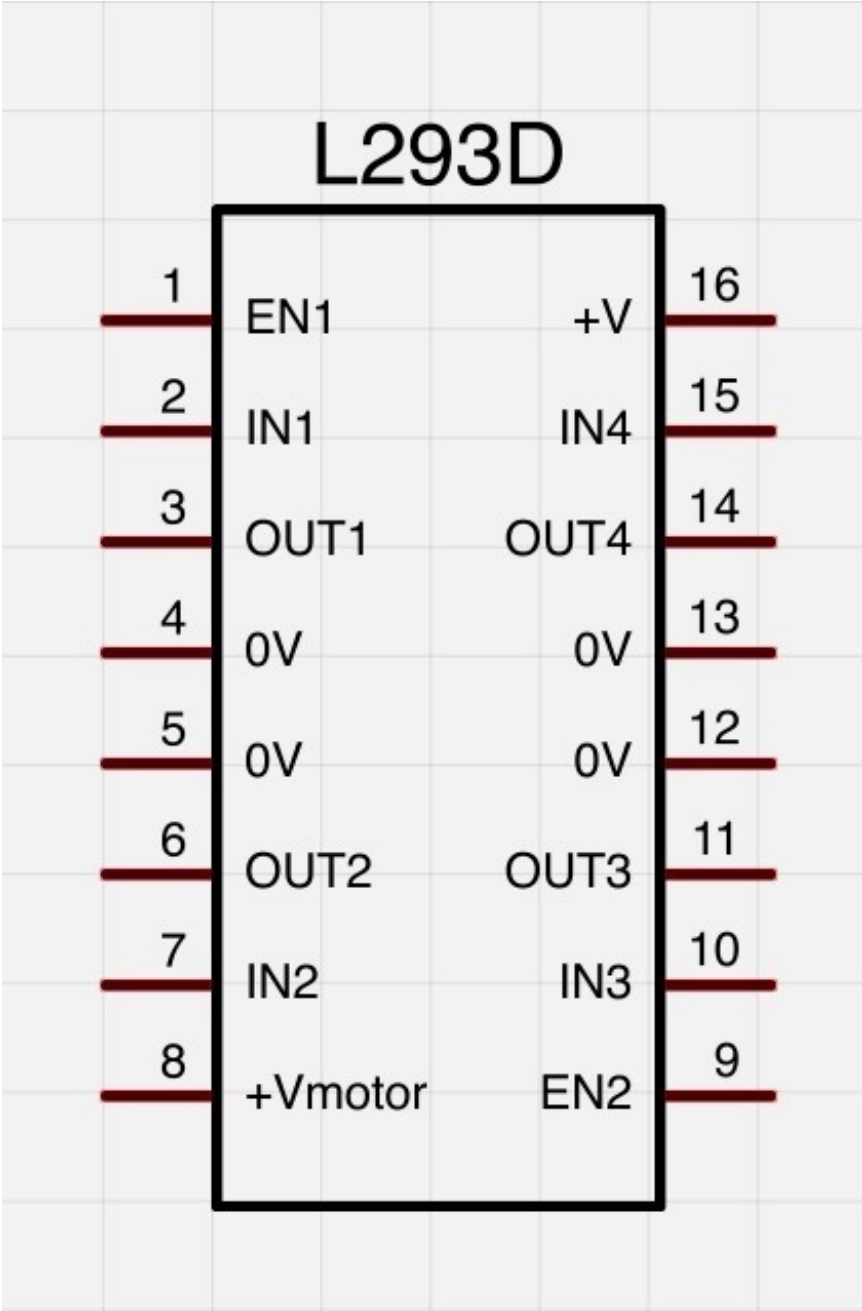 L293D
1 EN1 +V 16
2 IN1 IN4 15
3 OUT1 OUT4 14
4 0V 0V 13
5 0V 0V 12
6 OUT2 OUT3 11
7 IN2 IN3 10
8 +Vmotor EN2 9